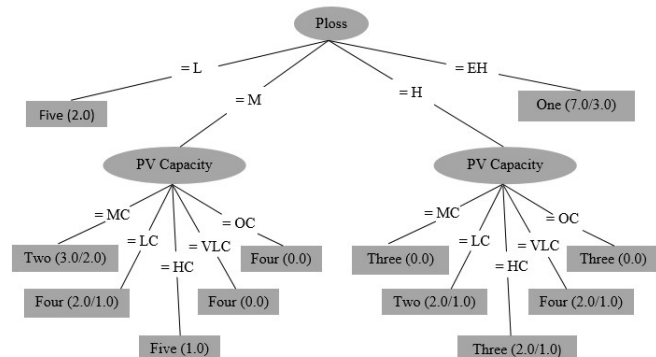 Ploss
= L
= EH
= M
= H
Five (2.0)
One (7.0/3.0)
PV Capacity
PV Capacity
= MC
= OC
= LC
= VLC
= HC
= MC
= OC
= LC
= VLC
= HC
Two (3.0/2.0)
Four (0.0)
Three (0.0)
Three (0.0)
Four (2.0/1.0)
Four (0.0)
Two (2.0/1.0)
Four (2.0/1.0)
Five (1.0)
Three (2.0/1.0)